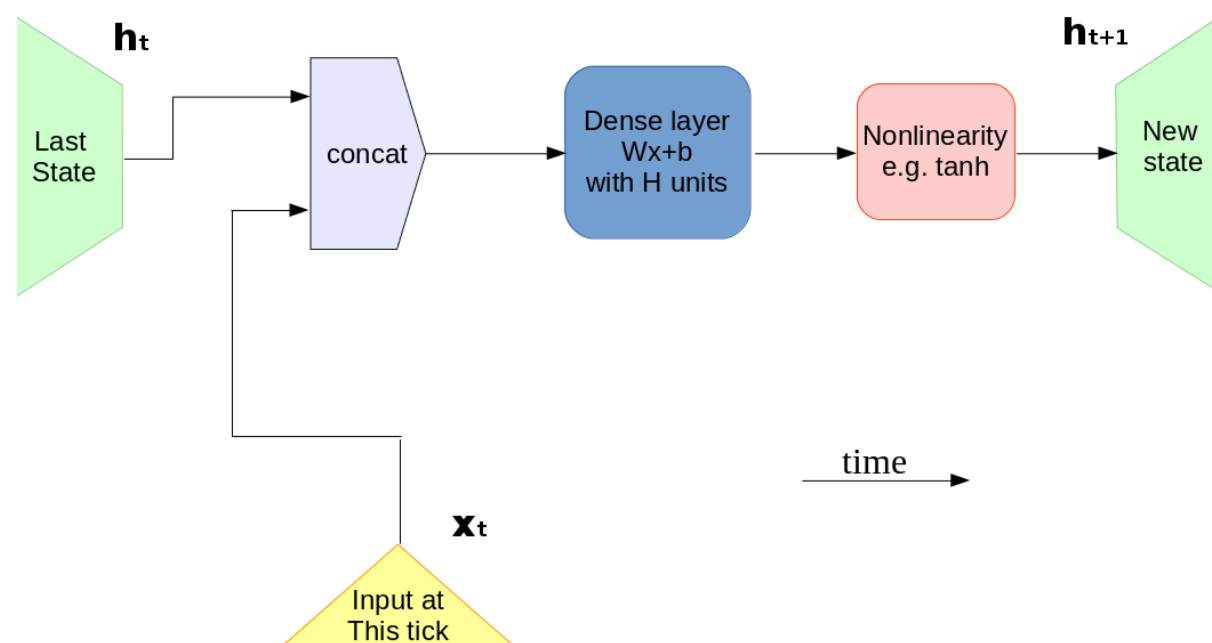 ht
ht+1
Last
State
concat
Dense layer
Wx+b
with H units
Nonlinearity
e.g. tanh
New
state
time
xt
Input at
This tick